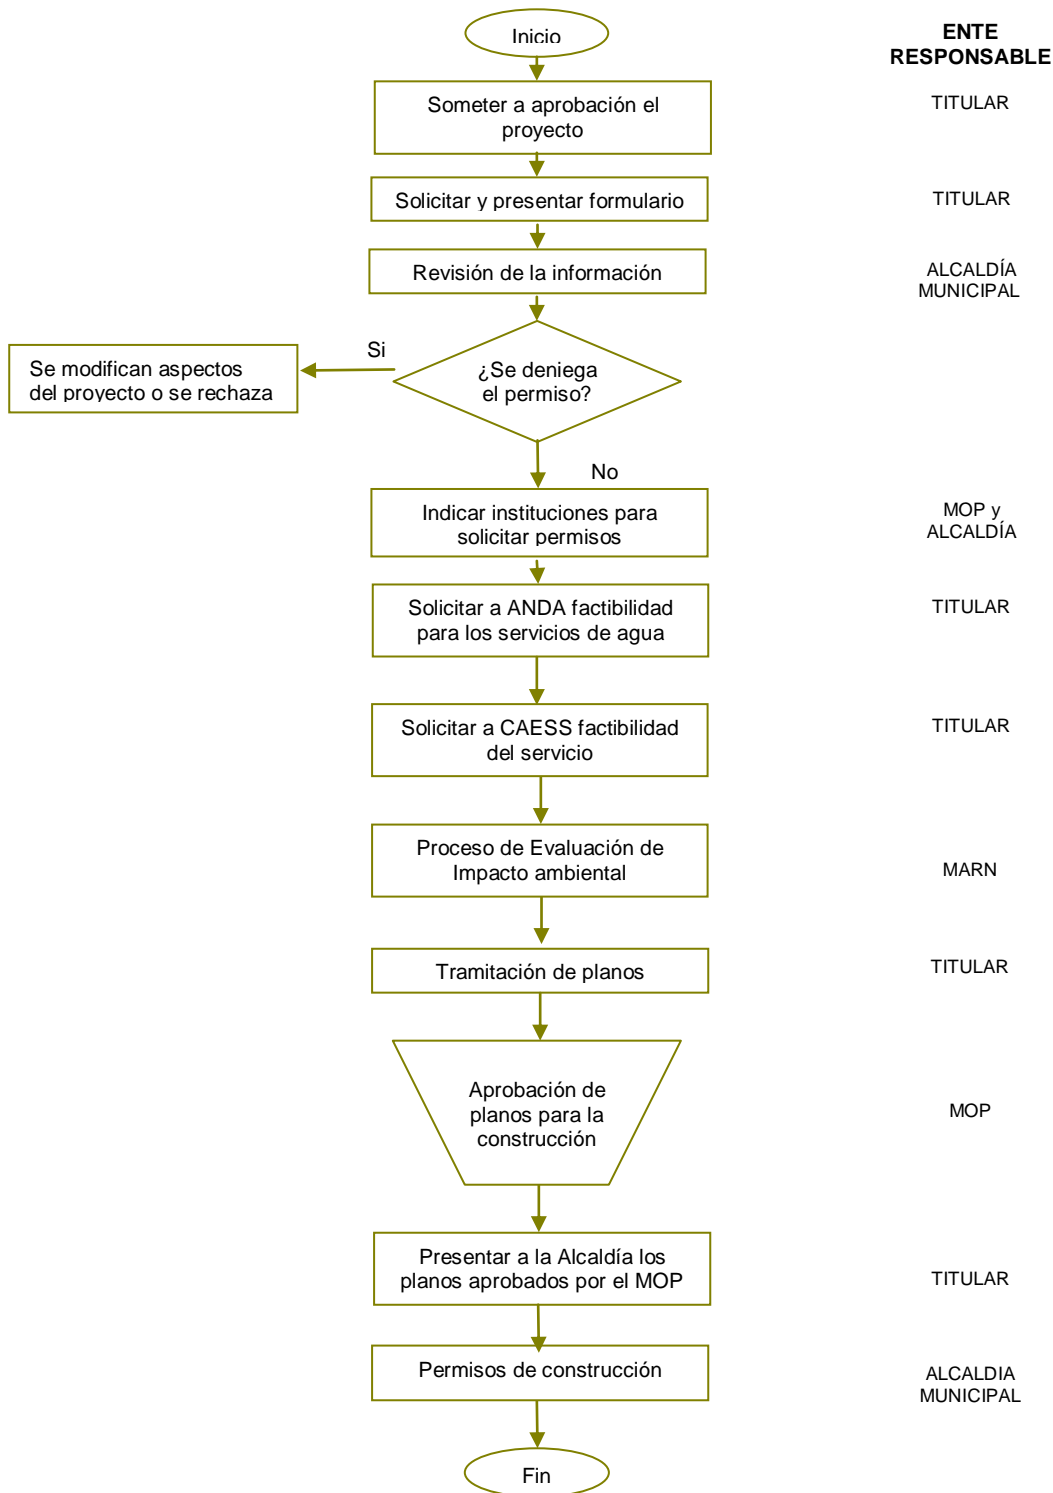 Inicio
ENTE
RESPONSABLE
Someter a aprobación el
proyecto
TITULAR
Solicitar y presentar formulario
TITULAR
Revisión de la información
ALCALDÍA
MUNICIPAL
Si
¿Se deniega
el permiso?
Se modifican aspectos
del proyecto o se rechaza
No
Indicar instituciones para
solicitar permisos
MOP y
ALCALDÍA
Solicitar a ANDA factibilidad
para los servicios de agua
TITULAR
Solicitar a CAESS factibilidad
del servicio
TITULAR
Proceso de Evaluación de
Impacto ambiental
MARN
Tramitación de planos
TITULAR
Aprobación de
planos para la
construcción
MOP
Presentar a la Alcaldía los
planos aprobados por el MOP
TITULAR
Permisos de construcción
ALCALDIA
MUNICIPAL
Fin